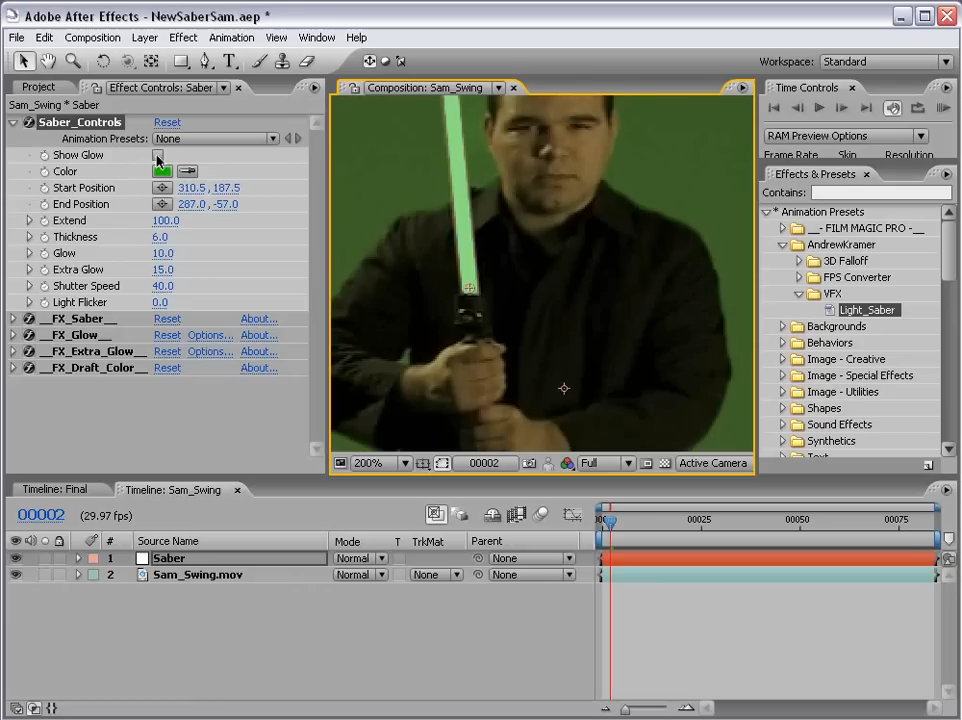 Adobe After Effects - NewSaberSam.aep *
File Edit Composition Layer Effect Animation View Window Help
Workspace: Standard
Project Effect Controls: Saber Composition: Sam_Swing Time Controls
Sam_Swing * Saber
Saber_Controls Reset
Animation Presets: None
Show Glow
Color
Start Position 310.5, 187.5
End Position 287.0, -57.0
Extend 100.0
Thickness 6.0
Glow 10.0
Extra Glow 15.0
Shutter Speed 40.0
Light Flicker 0.0
__FX_Saber__ Reset About...
__FX_Glow__ Reset Options... About...
__FX_Extra_Glow__ Reset Options... About...
__FX_Draft_Color__ Reset About...
200% 00002 Full Active Camera
RAM Preview Options
Frame Rate Skip Resolution
Effects & Presets
Contains:
* Animation Presets
__- FILM MAGIC PRO -__
AndrewKramer
3D Falloff
FPS Converter
VFX
Light_Saber
Backgrounds
Behaviors
Image - Creative
Image - Special Effects
Image - Utilities
Shapes
Sound Effects
Synthetics
Text
Timeline: Final Timeline: Sam_Swing
00002 (29.97 fps)
00025 00050 00075
# Source Name Mode T TrkMat Parent
1 Saber Normal None
2 Sam_Swing.mov Normal None None